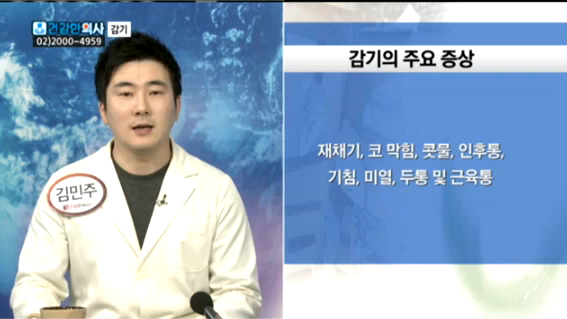 건강한의사
감기
02)2000-4959
감기의 주요 증상
재채기, 코 막힘, 콧물, 인후통,
기침, 미열, 두통 및 근육통
김민주